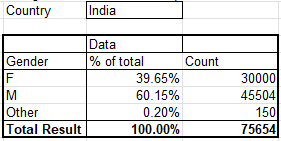 Country India
Data
Gender % of total Count
F 39.65% 30000
M 60.15% 45504
Other 0.20% 150
Total Result 100.00% 75654